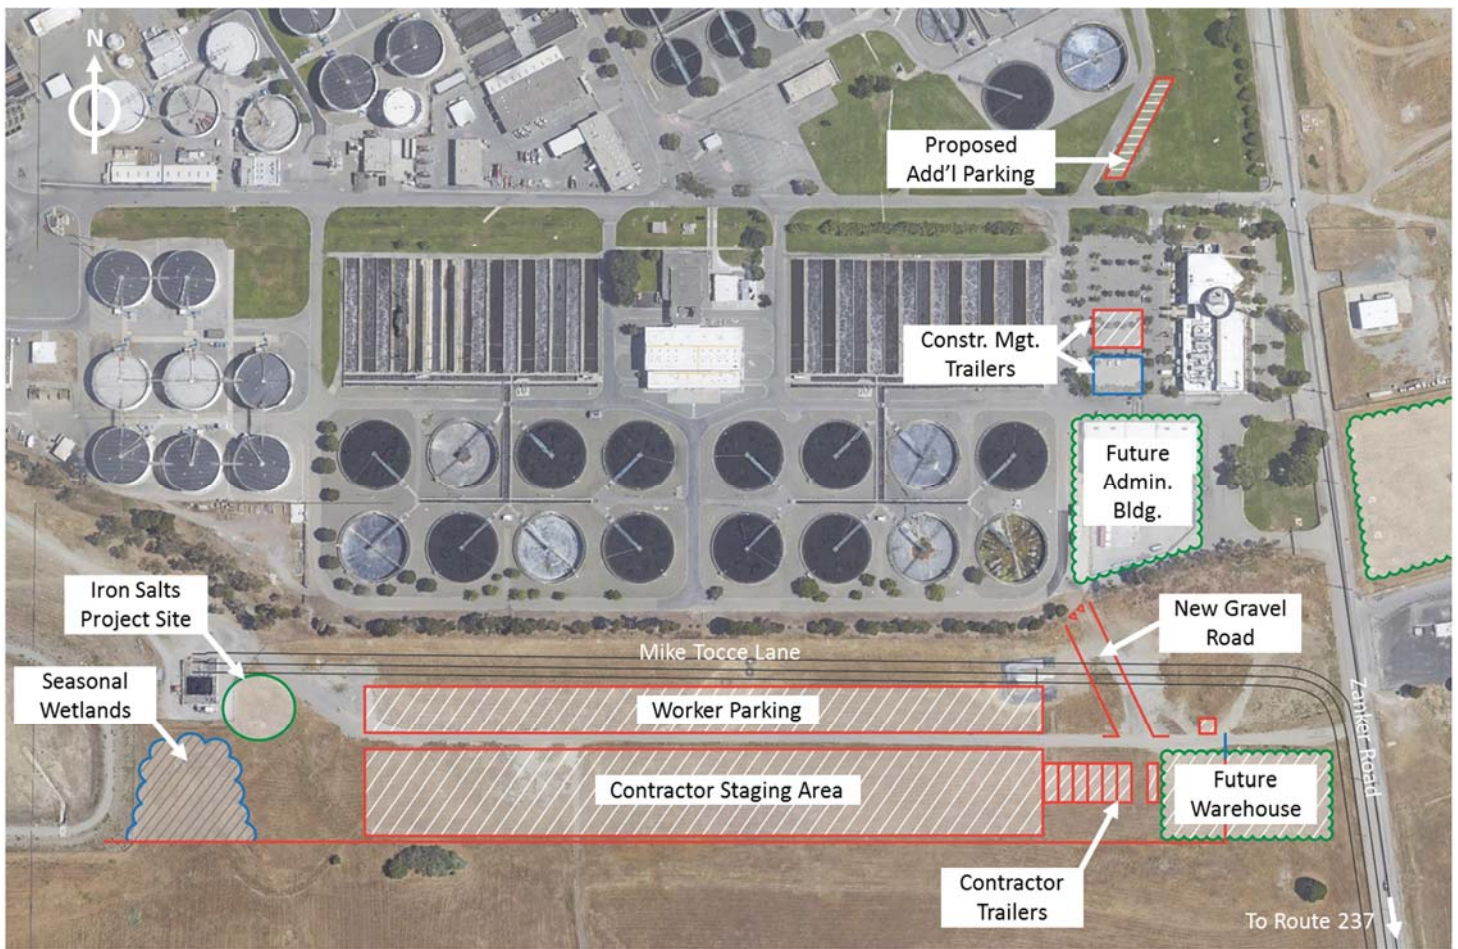 N
Proposed
Add'l Parking
Constr. Mgt.
Trailers
Future
Admin.
Bldg.
Iron Salts
Project Site
New Gravel
Road
Mike Tocce Lane
Seasonal
Wetlands
Worker Parking
Zanker Road
Contractor Staging Area
Future
Warehouse
Contractor
Trailers
To Route 237